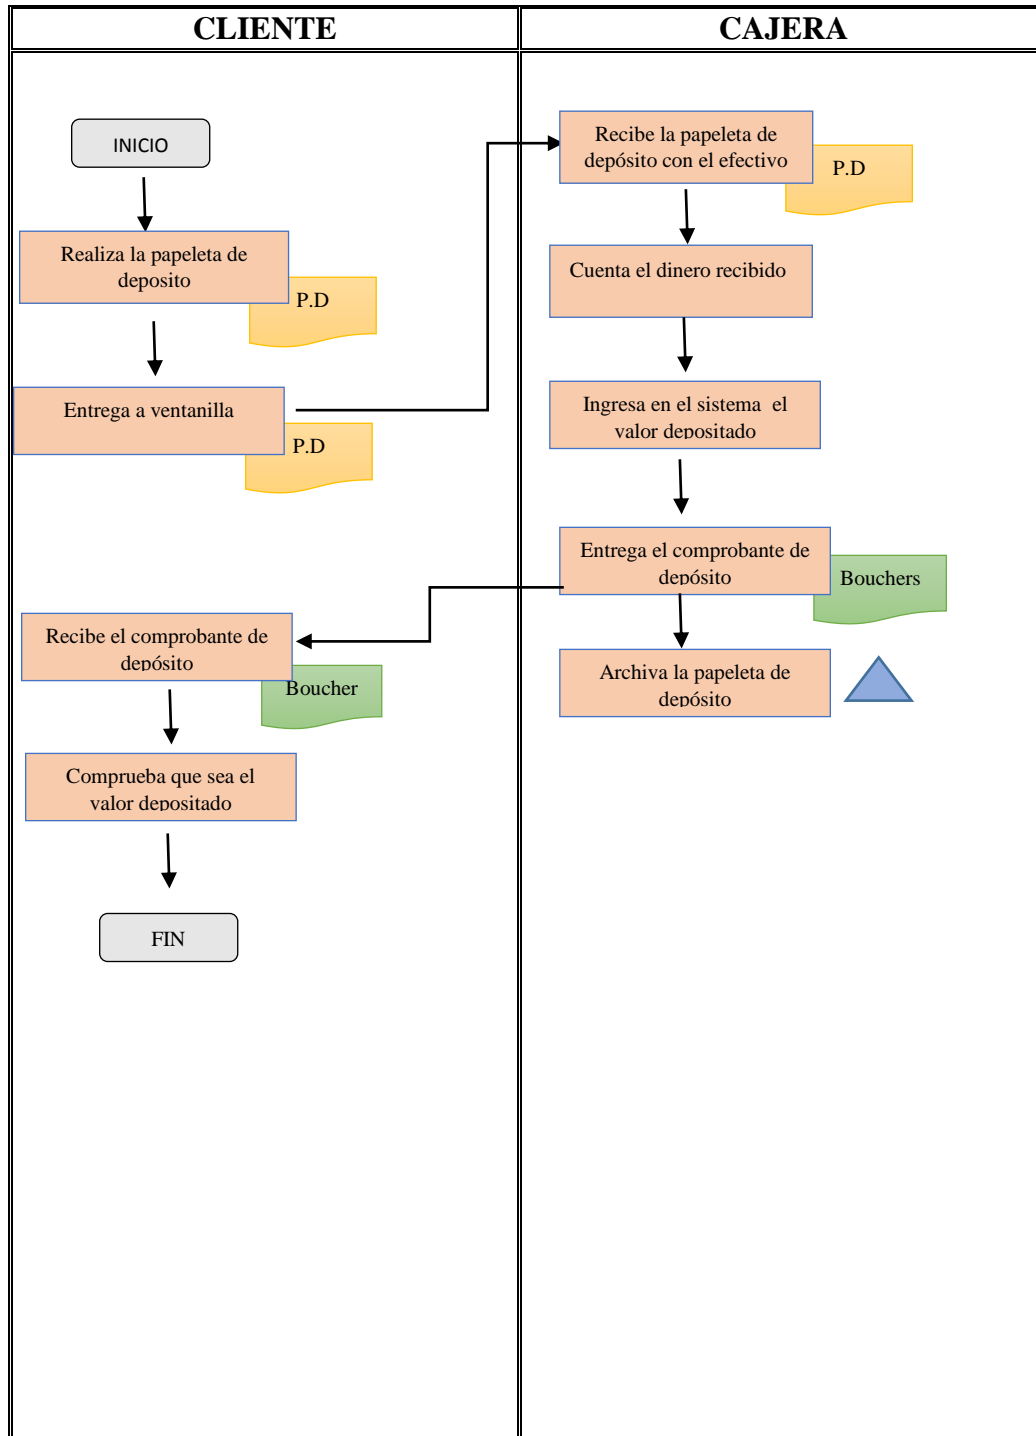 CLIENTE
CAJERA
INICIO
Realiza la papeleta de
deposito
P.D
Entrega a ventanilla
P.D
Recibe la papeleta de
depósito con el efectivo
P.D
Cuenta el dinero recibido
Ingresa en el sistema  el
valor depositado
Entrega el comprobante de
depósito
Bouchers
Archiva la papeleta de
depósito
Recibe el comprobante de
depósito
Boucher
Comprueba que sea el
valor depositado
FIN